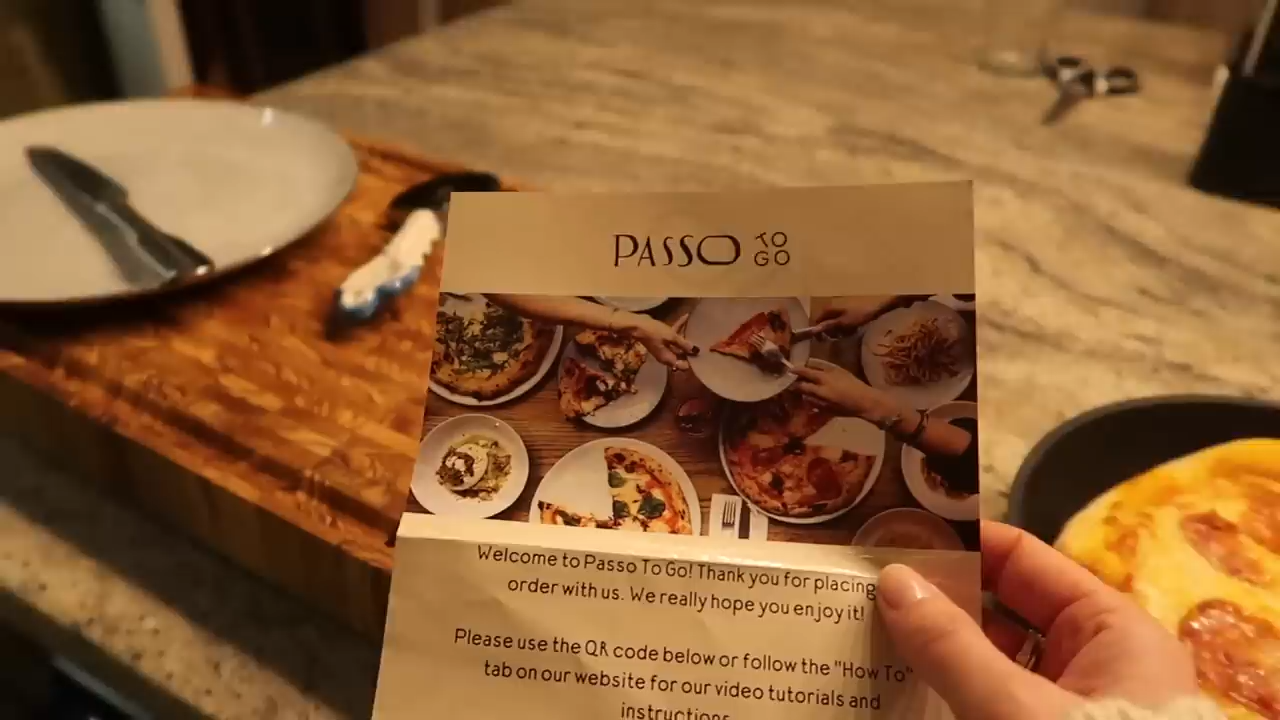 PASSO TO GO
Welcome to Passo To Go! Thank you for placing
order with us. We really hope you enjoy it!
Please use the QR code below or follow the "How To"
tab on our website for our video tutorials and
instructions